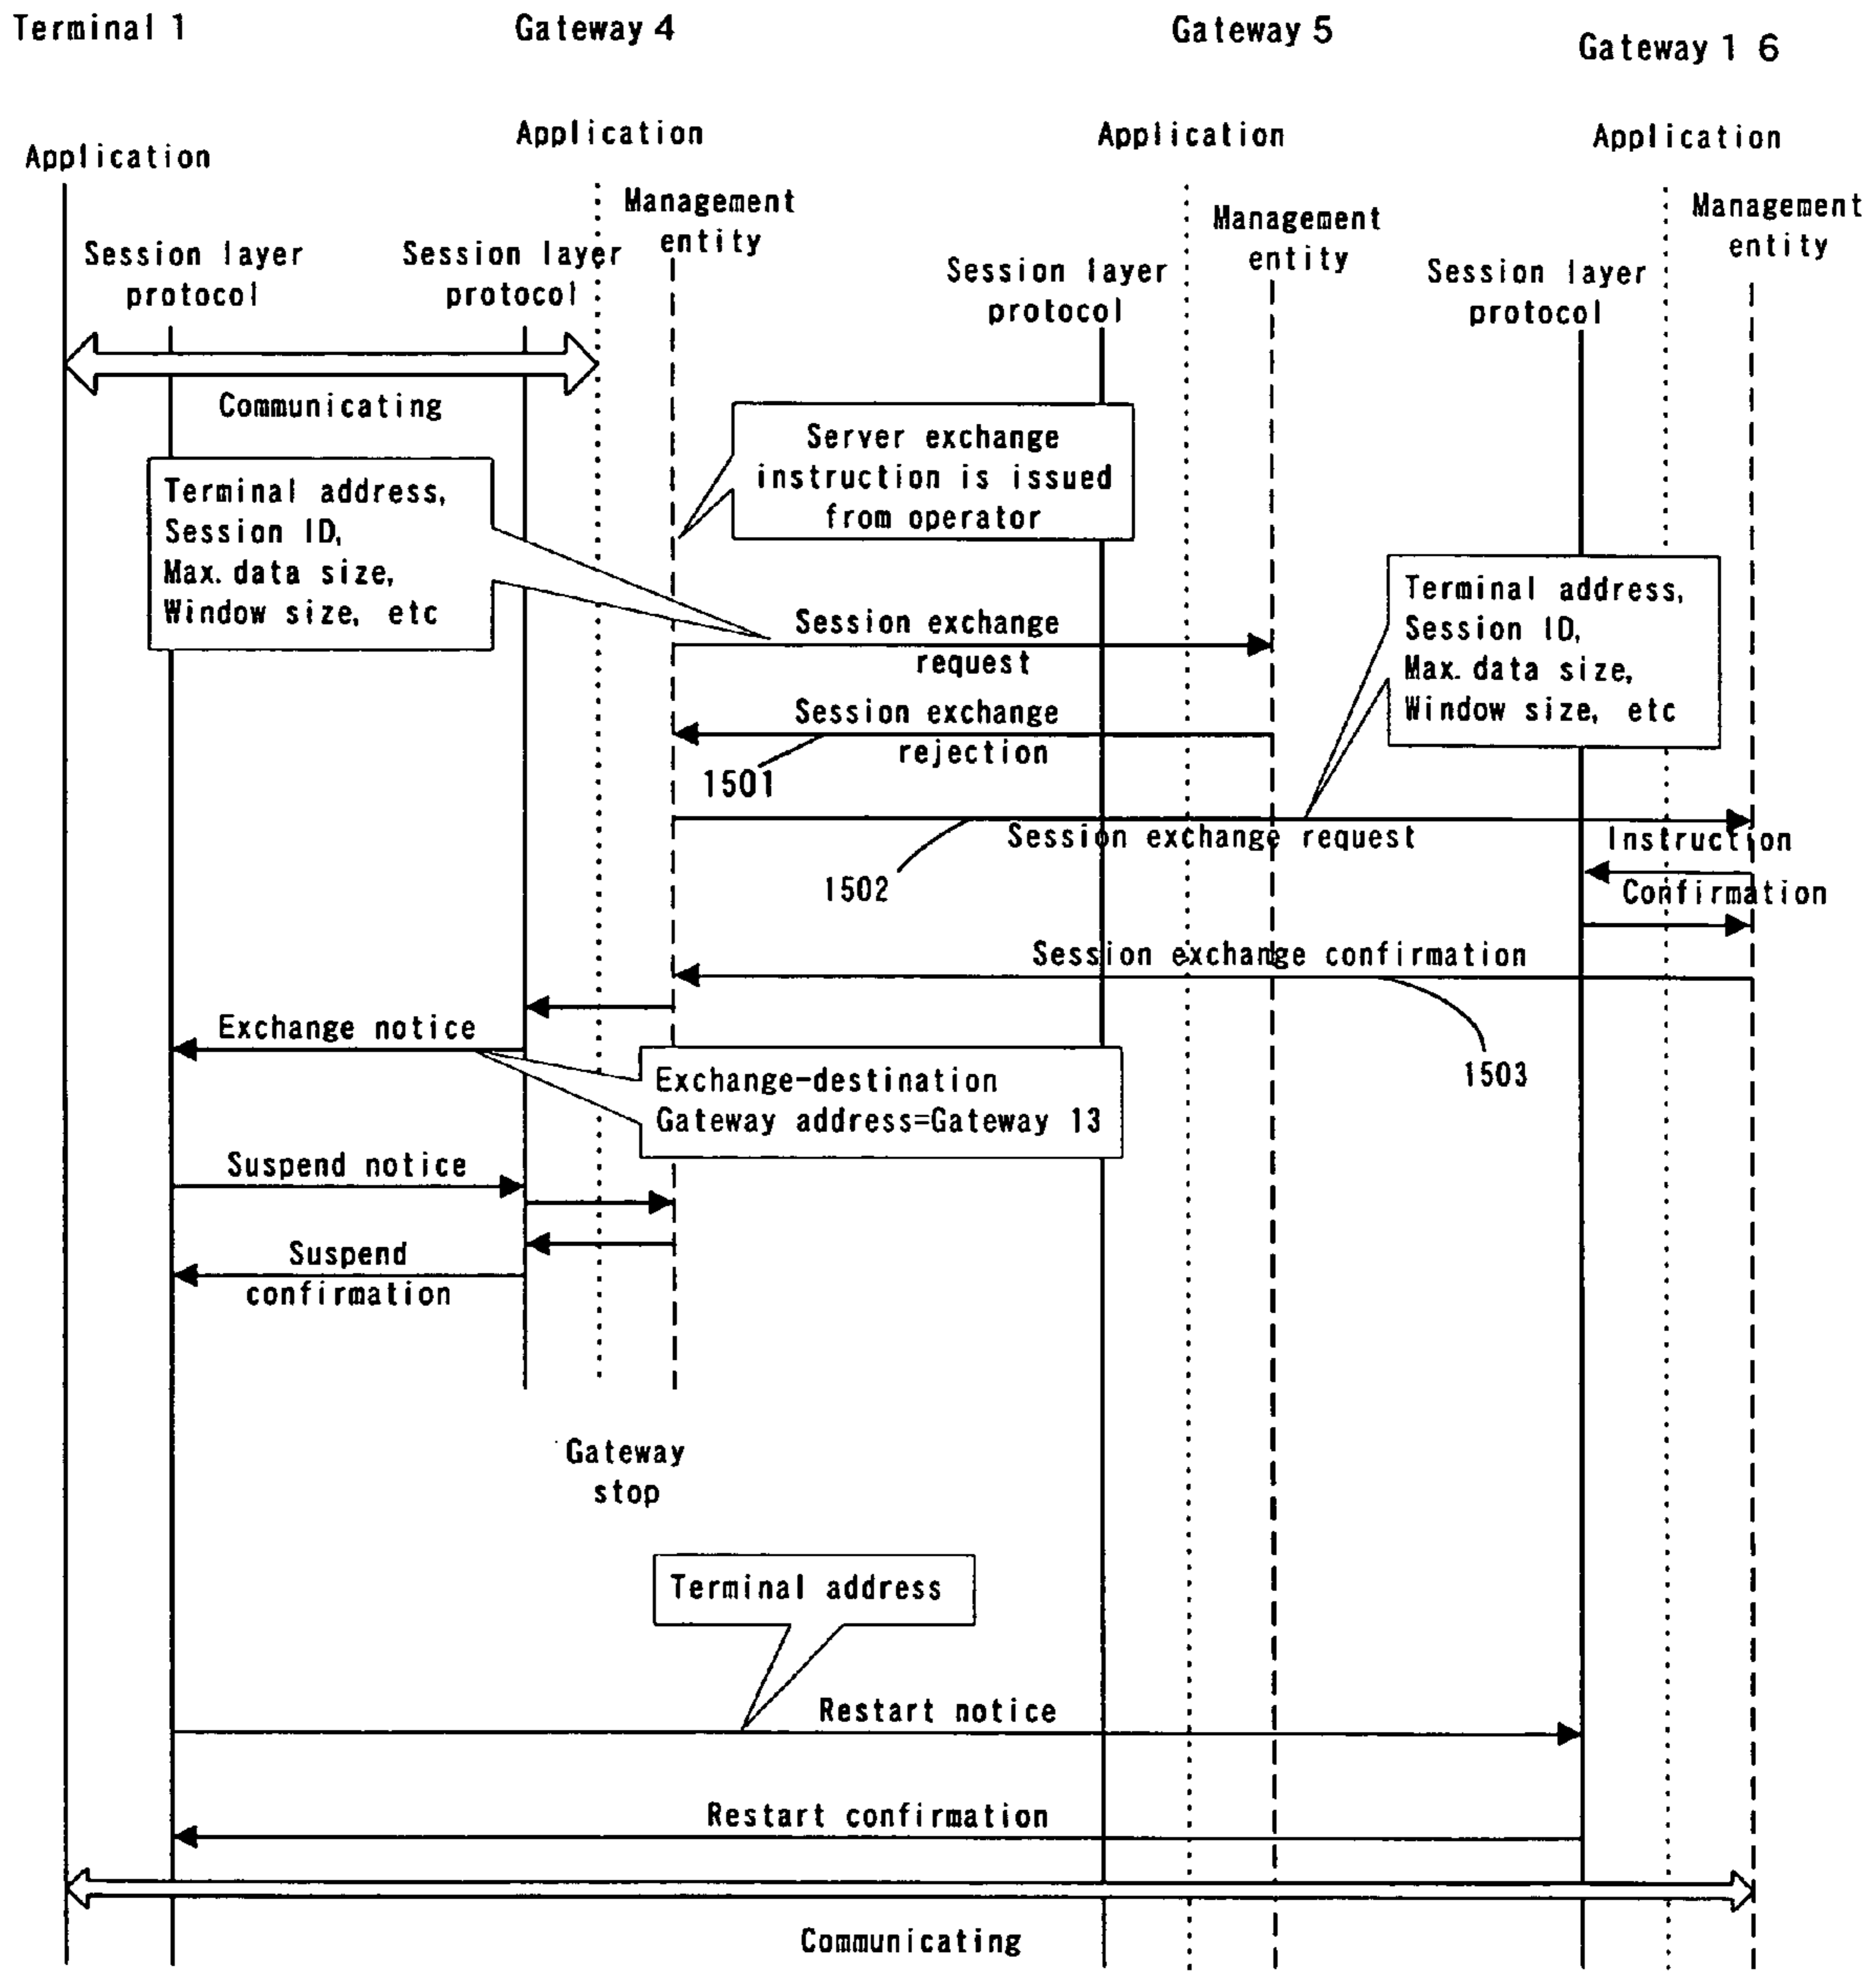 Terminal 1
Gateway 4
Gateway 5
Gateway 1 6
Application
Application
Application
Application
Management
entity
Management
entity
Management
entity
Session layer
protocol
Session layer
protocol
Session layer
protocol
Session layer
protocol
Communicating
Server exchange
instruction is issued
from operator
Terminal address,
Session ID,
Max. data size,
Window size, etc
Terminal address,
Session ID,
Max. data size,
Window size, etc
Session exchange
request
Session exchange
rejection
1501
Session exchange request
1502
Instruction
Confirmation
Session exchange confirmation
1503
Exchange notice
Exchange-destination
Gateway address=Gateway 13
Suspend notice
Suspend
confirmation
Gateway
stop
Terminal address
Restart notice
Restart confirmation
Communicating